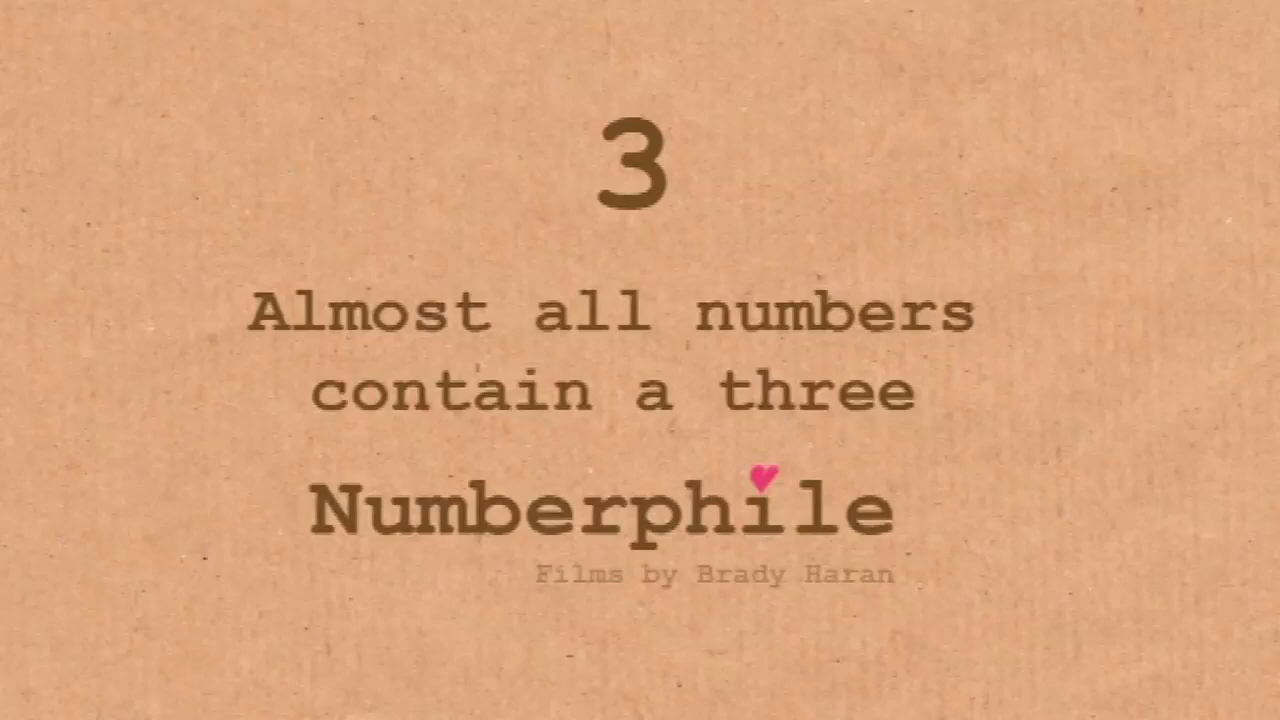 3
Almost all numbers
contain a three
Numberphile
Films by Brady Haran